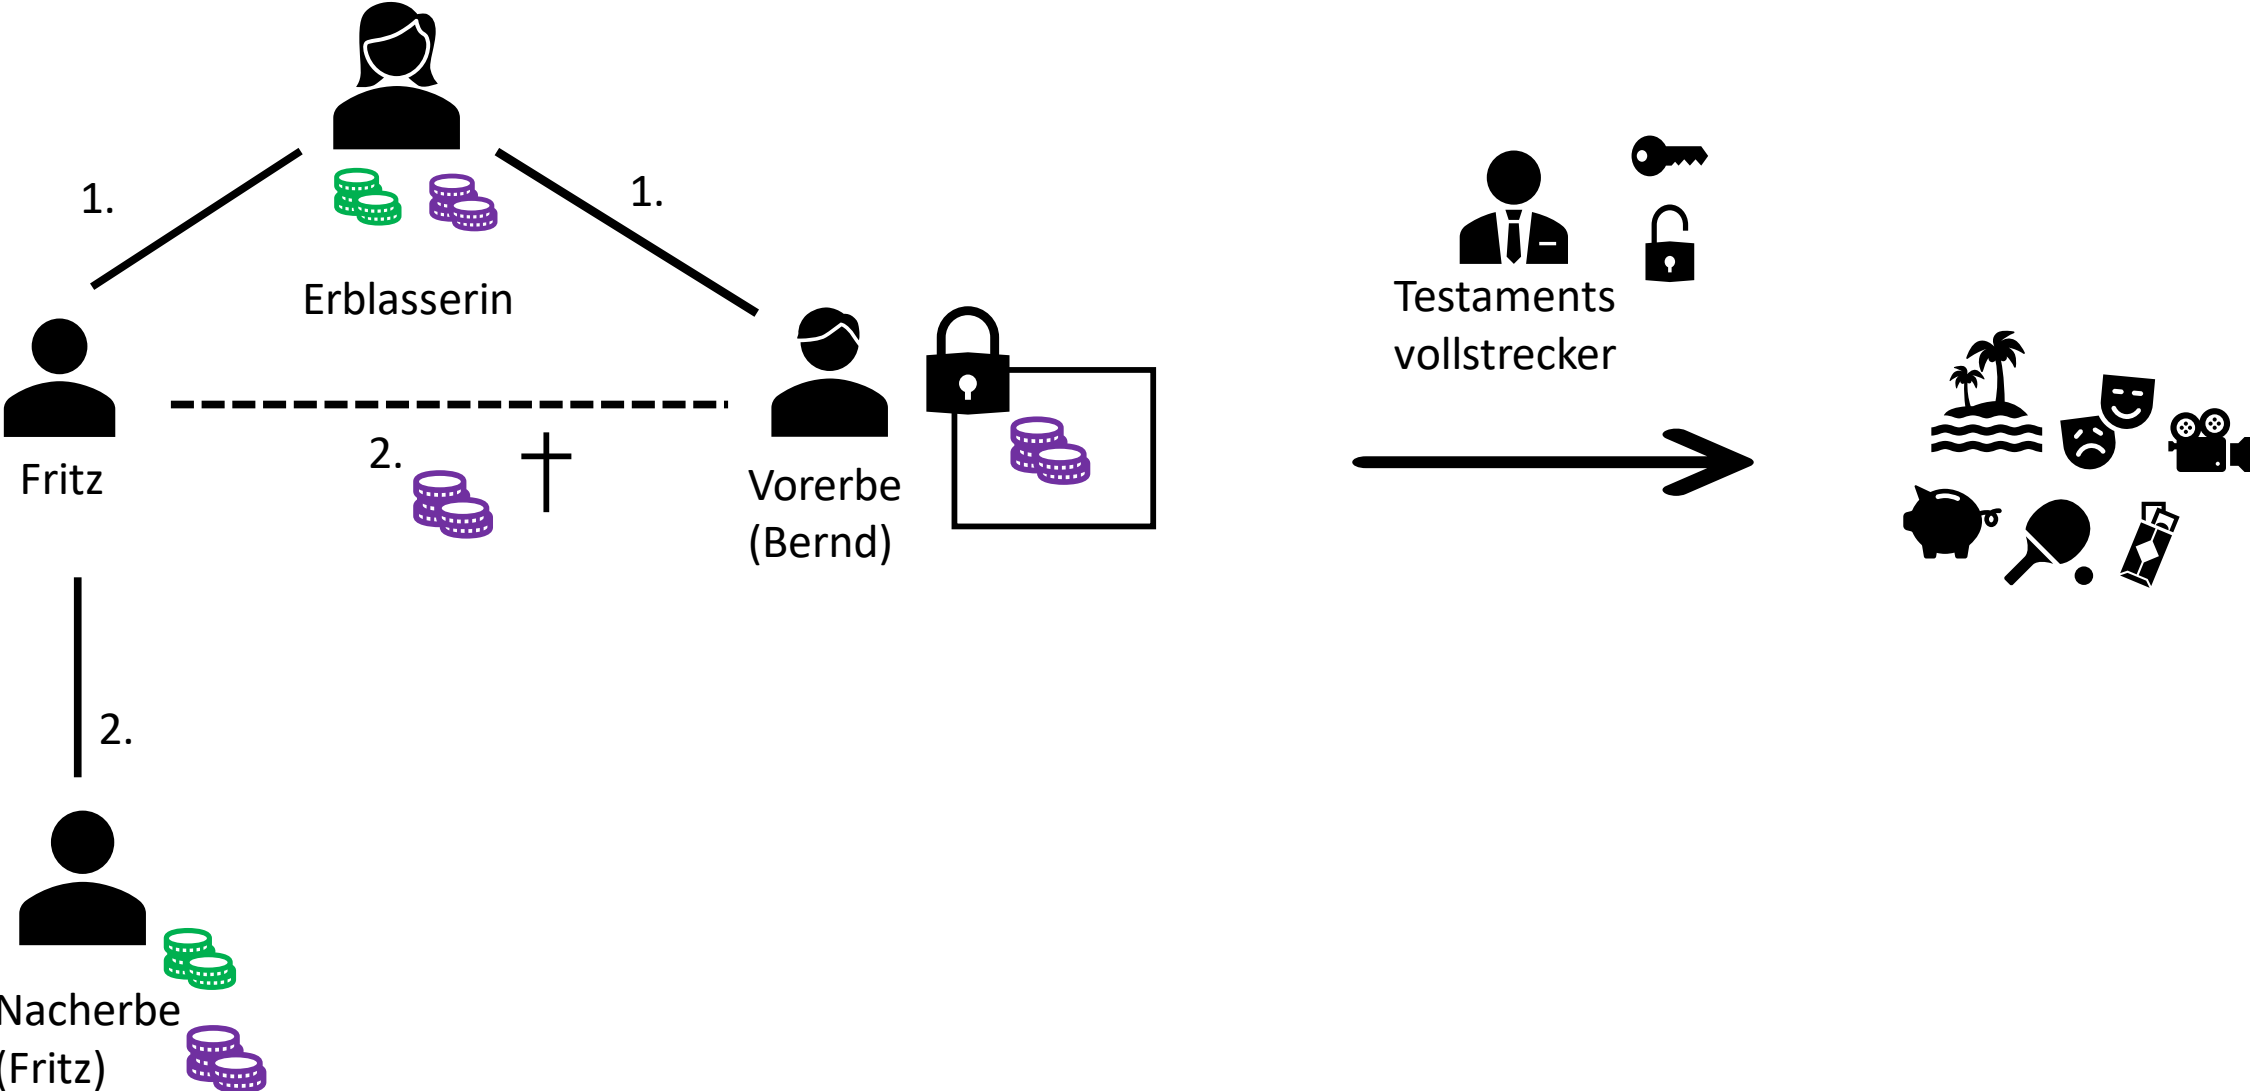 1.
1.
Erblasserin
Testaments
vollstrecker
Fritz
2.
Vorerbe
(Bernd)
2.
Nacherbe
(Fritz)